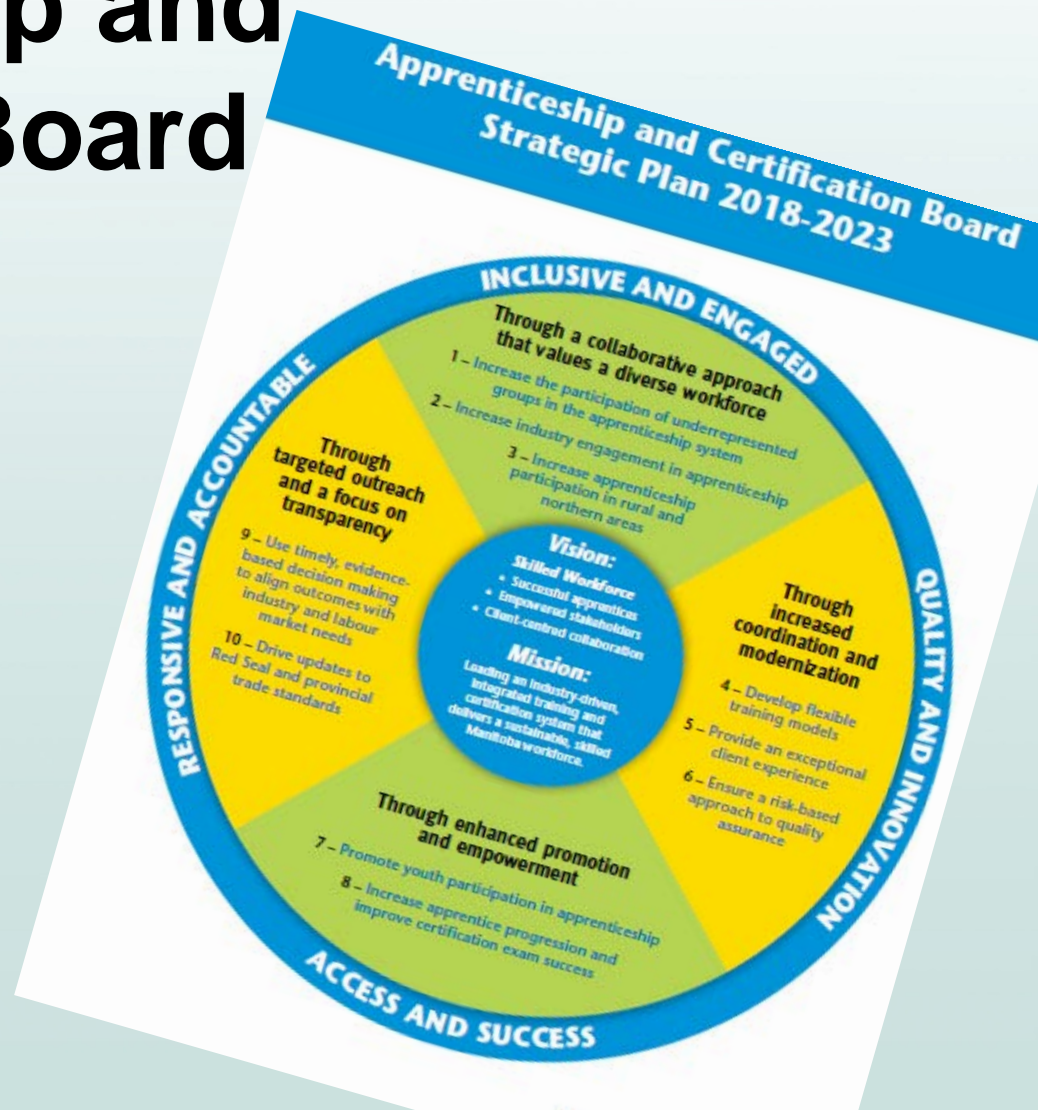 p and
Board
Apprenticeship and Certification Board
Strategic Plan 2018-2023
INCLUSIVE AND ENGAGED
Through a collaborative approach
that values a diverse workforce
1 – Increase the participation of underrepresented
groups in the apprenticeship system
2 – Increase industry engagement in apprenticeship
3 – Increase apprenticeship
participation in rural and
northern areas
QUALITY AND INNOVATION
Through
increased
coordination and
modernization
4 – Develop flexible
training models
5 – Provide an exceptional
client experience
6 – Ensure a risk-based
approach to quality
assurance
ACCESS AND SUCCESS
Through enhanced promotion
and empowerment
7 – Promote youth participation in apprenticeship
8 – Increase apprentice progression and
improve certification exam success
RESPONSIVE AND ACCOUNTABLE
Through
targeted outreach
and a focus on
transparency
9 – Use timely, evidence-
based decision making
to align outcomes with
industry and labour
market needs
10 – Drive updates to
Red Seal and provincial
trade standards
Vision:
Skilled Workforce
• Successful apprentices
• Empowered stakeholders
• Client-centred collaboration
Mission:
Leading an industry-driven,
integrated training and
certification system that
delivers a sustainable, skilled
Manitoba workforce.